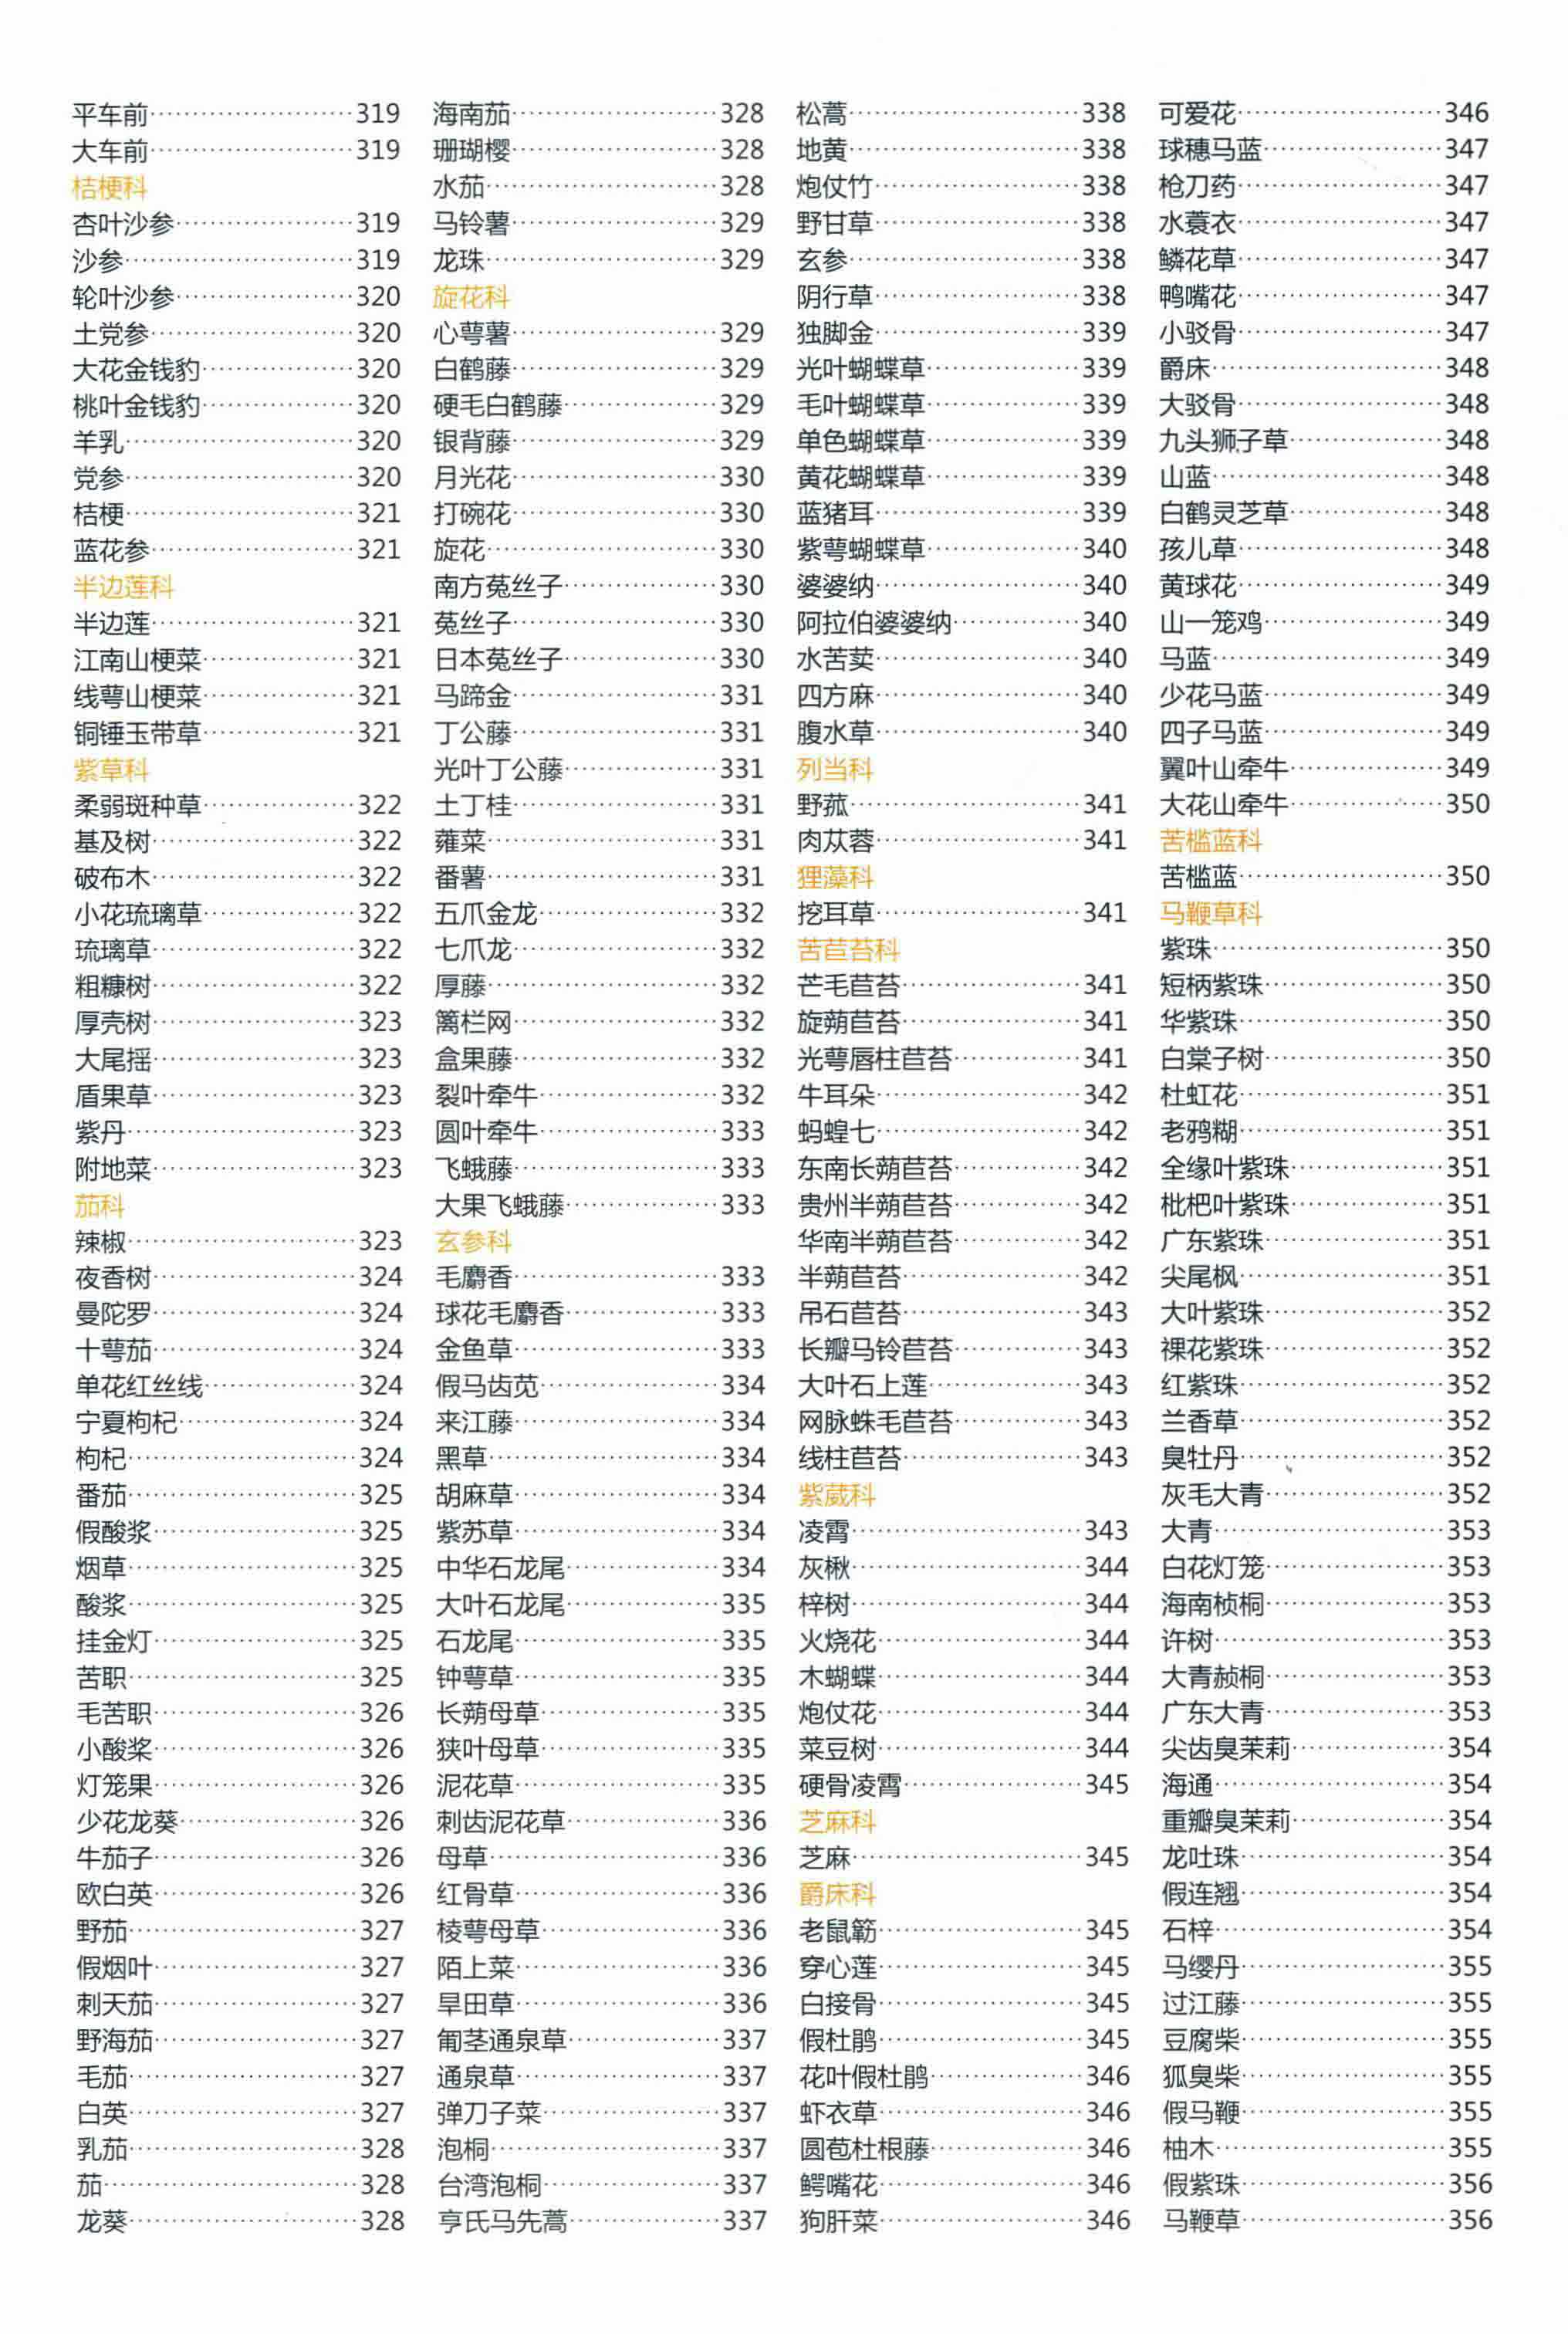 平车前……319
大车前……319
桔梗科
杏叶沙参……319
沙参……319
轮叶沙参……320
土党参……320
大花金钱豹……320
桃叶金钱豹……320
羊乳……320
党参……320
桔梗……321
蓝花参……321
半边莲科
半边莲……321
江南山梗菜……321
线萼山梗菜……321
铜锤玉带草……321
紫草科
柔弱斑种草……322
基及树……322
破布木……322
小花琉璃草……322
琉璃草……322
粗糠树……322
厚壳树……323
大尾摇……323
盾果草……323
紫丹……323
附地菜……323
茄科
辣椒……323
夜香树……324
曼陀罗……324
十萼茄……324
单花红丝线……324
宁夏枸杞……324
枸杞……324
番茄……325
假酸浆……325
烟草……325
酸浆……325
挂金灯……325
苦职……325
毛苦职……326
小酸浆……326
灯笼果……326
少花龙葵……326
牛茄子……326
欧白英……326
野茄……327
假烟叶……327
刺天茄……327
野海茄……327
毛茄……327
白英……327
乳茄……328
茄……328
龙葵……328
海南茄……328
珊瑚樱……328
水茄……328
马铃薯……329
龙珠……329
旋花科
心萼薯……329
白鹤藤……329
硬毛白鹤藤……329
银背藤……329
月光花……330
打碗花……330
旋花……330
南方菟丝子……330
菟丝子……330
日本菟丝子……330
马蹄金……331
丁公藤……331
光叶丁公藤……331
土丁桂……331
蕹菜……331
番薯……331
五爪金龙……332
七爪龙……332
厚藤……332
篱栏网……332
盒果藤……332
裂叶牵牛……332
圆叶牵牛……333
飞蛾藤……333
大果飞蛾藤……333
玄参科
毛麝香……333
球花毛麝香……333
金鱼草……333
假马齿苋……334
来江藤……334
黑草……334
胡麻草……334
紫苏草……334
中华石龙尾……334
大叶石龙尾……335
石龙尾……335
钟萼草……335
长蒴母草……335
狭叶母草……335
泥花草……335
刺齿泥花草……336
母草……336
红骨草……336
棱萼母草……336
陌上菜……336
旱田草……336
匍茎通泉草……337
通泉草……337
弹刀子菜……337
泡桐……337
台湾泡桐……337
亨氏马先蒿……337
松蒿……338
地黄……338
炮仗竹……338
野甘草……338
玄参……338
阴行草……338
独脚金……339
光叶蝴蝶草……339
毛叶蝴蝶草……339
单色蝴蝶草……339
黄花蝴蝶草……339
蓝猪耳……339
紫萼蝴蝶草……340
婆婆纳……340
阿拉伯婆婆纳……340
水苦荬……340
四方麻……340
腹水草……340
列当科
野菰……341
肉苁蓉……341
狸藻科
挖耳草……341
苦苣苔科
芒毛苣苔……341
旋蒴苣苔……341
光萼唇柱苣苔……341
牛耳朵……342
蚂蝗七……342
东南长蒴苣苔……342
贵州半蒴苣苔……342
华南半蒴苣苔……342
半蒴苣苔……342
吊石苣苔……343
长瓣马铃苣苔……343
大叶石上莲……343
网脉蛛毛苣苔……343
线柱苣苔……343
紫葳科
凌霄……343
灰楸……344
梓树……344
火烧花……344
木蝴蝶……344
炮仗花……344
菜豆树……344
硬骨凌霄……345
芝麻科
芝麻……345
爵床科
老鼠簕……345
穿心莲……345
白接骨……345
假杜鹃……345
花叶假杜鹃……346
虾衣草……346
圆苞杜根藤……346
鳄嘴花……346
狗肝菜……346
可爱花……346
球穗马蓝……347
枪刀药……347
水蓑衣……347
鳞花草……347
鸭嘴花……347
小驳骨……347
爵床……348
大驳骨……348
九头狮子草……348
山蓝……348
白鹤灵芝草……348
孩儿草……348
黄球花……349
山一笼鸡……349
马蓝……349
少花马蓝……349
四子马蓝……349
翼叶山牵牛……349
大花山牵牛……350
苦槛蓝科
苦槛蓝……350
马鞭草科
紫珠……350
短柄紫珠……350
华紫珠……350
白棠子树……350
杜虹花……351
老鸦糊……351
全缘叶紫珠……351
枇杷叶紫珠……351
广东紫珠……351
尖尾枫……351
大叶紫珠……352
裸花紫珠……352
红紫珠……352
兰香草……352
臭牡丹……352
灰毛大青……352
大青……353
白花灯笼……353
海南桢桐……353
许树……353
大青赪桐……353
广东大青……353
尖齿臭茉莉……354
海通……354
重瓣臭茉莉……354
龙吐珠……354
假连翘……354
石梓……354
马缨丹……355
过江藤……355
豆腐柴……355
狐臭柴……355
假马鞭……355
柚木……355
假紫珠……356
马鞭草……356